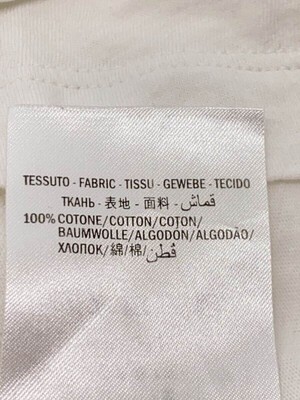 TESSUTO - FABRIC - TISSU - GEWEBE - TECIDO
ТКАНЬ - 表地 - 面料 - قماش
100% COTONE/COTTON/COTON/
BAUMWOLLE/ALGODÓN/ALGODÃO/
ХЛОПОК/綿/棉/قُطن